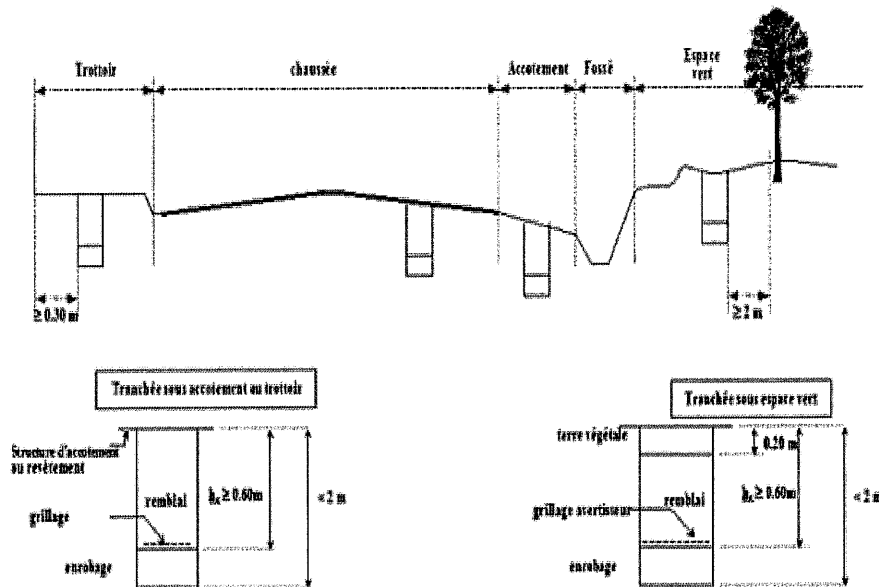 Trottoir
chaussée
Accotement
Fossé
Espace
vert
≥ 0.30 m
≥ 2 m
Tranchée sous accotement ou trottoir
Structure d'accotement
ou revêtement
remblai
grillage
enrobage
≥ 0.60m
< 2 m
Tranchée sous espace vert
terre végétale
0.20 m
remblai
grillage avertisseur
enrobage
≥ 0.60m
< 2 m